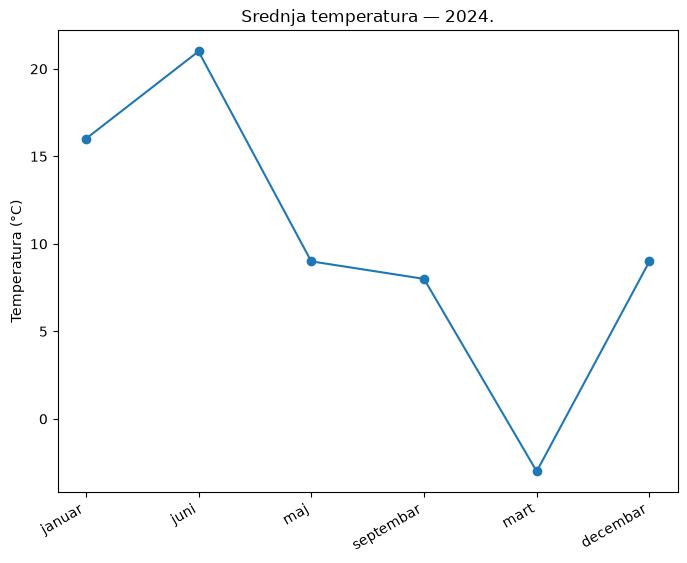 Srednja temperatura — 2024.
Temperatura (°C)
20
15
10
5
0
januar
juni
maj
septembar
mart
decembar